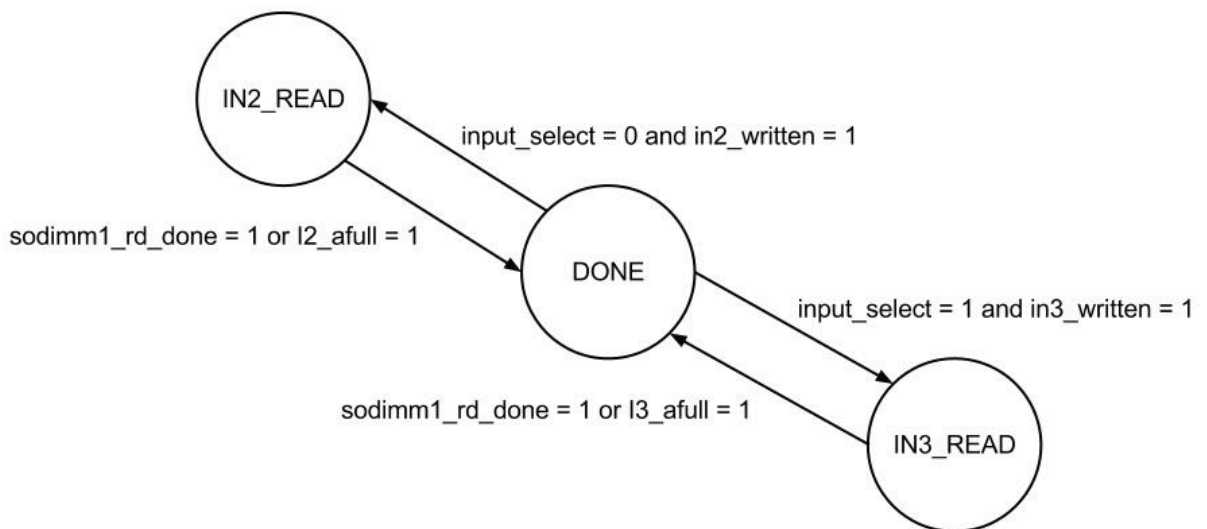 IN2_READ
input_select = 0 and in2_written = 1
sodimm1_rd_done = 1 or I2_afull = 1
DONE
input_select = 1 and in3_written = 1
sodimm1_rd_done = 1 or I3_afull = 1
IN3_READ